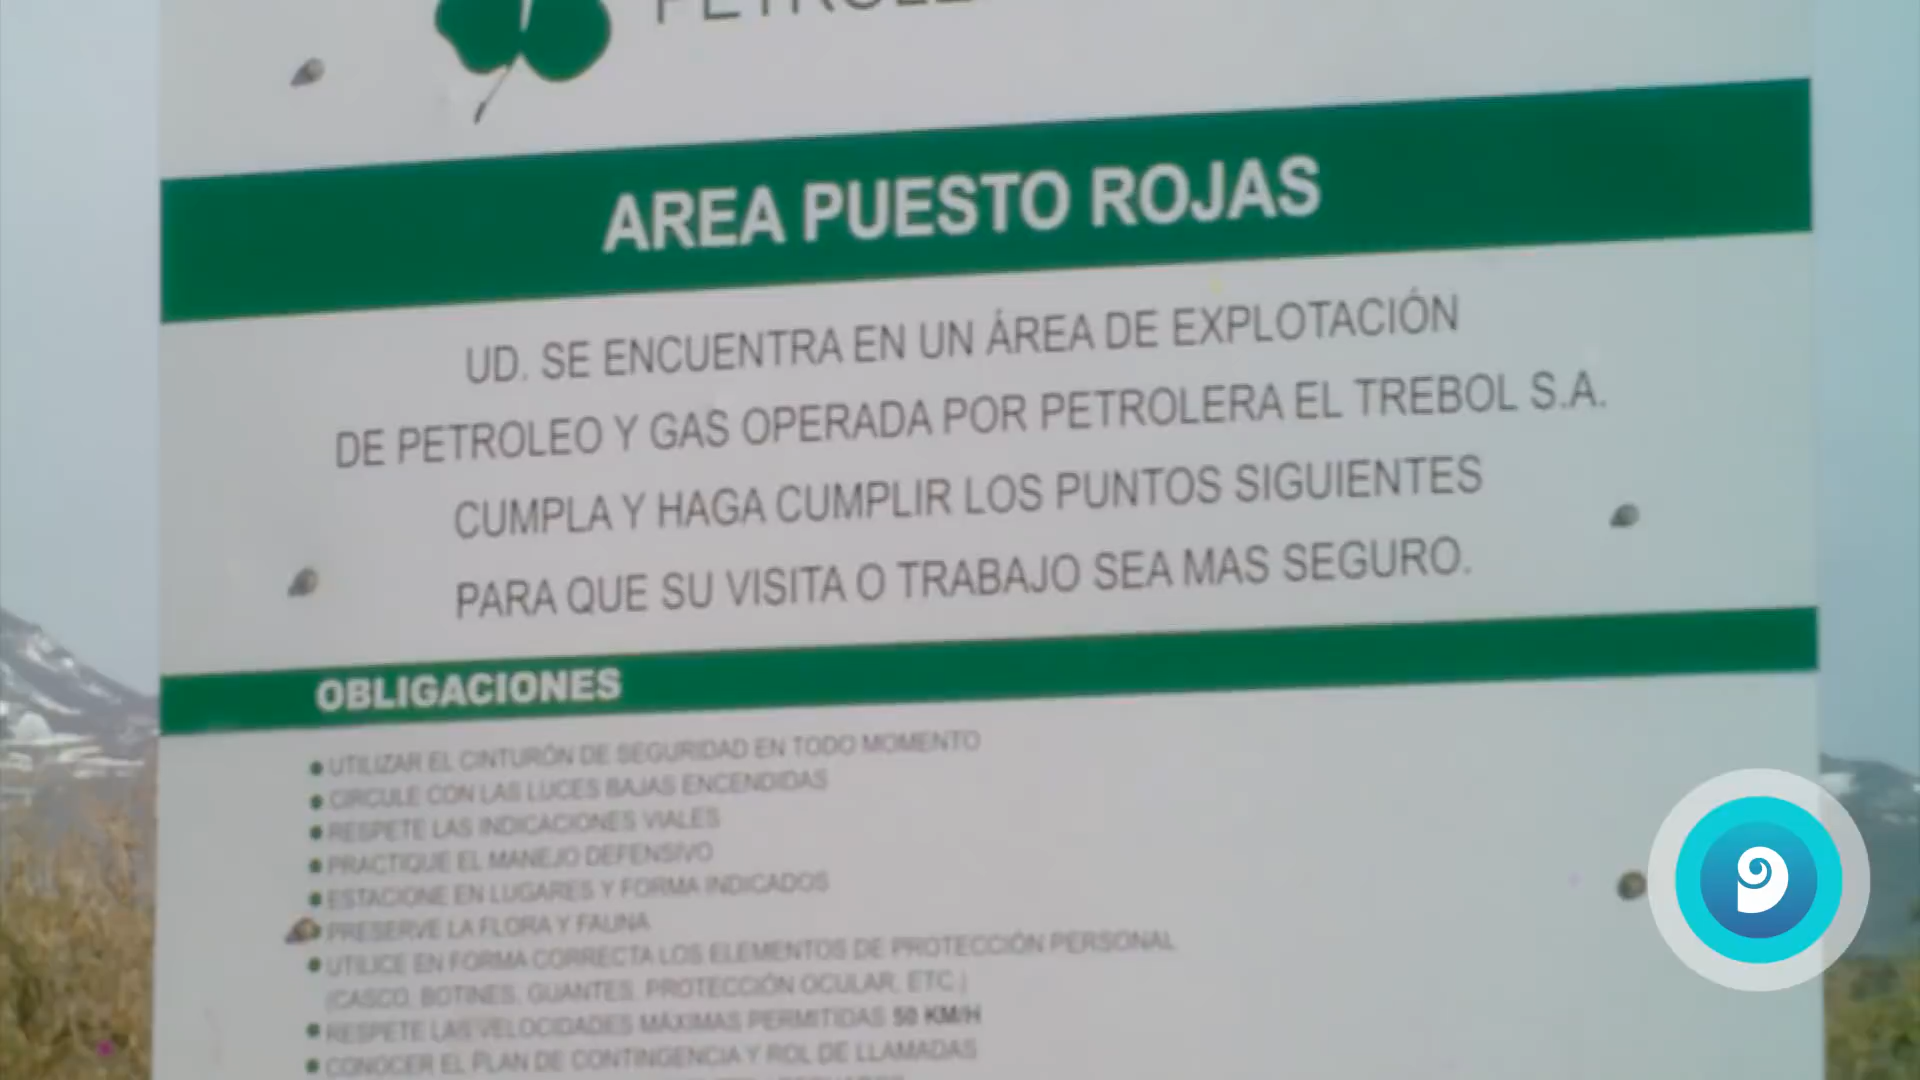 AREA PUESTO ROJAS
UD. SE ENCUENTRA EN UN ÁREA DE EXPLOTACIÓN
DE PETROLEO Y GAS OPERADA POR PETROLERA EL TREBOL S.A.
CUMPLA Y HAGA CUMPLIR LOS PUNTOS SIGUIENTES
PARA QUE SU VISITA O TRABAJO SEA MAS SEGURO.
OBLIGACIONES
UTILIZAR EL CINTURÓN DE SEGURIDAD EN TODO MOMENTO
CIRCULE CON LAS LUCES BAJAS ENCENDIDAS
RESPETE LAS INDICACIONES VIALES
PRACTIQUE EL MANEJO DEFENSIVO
ESTACIONE EN LUGARES Y FORMA INDICADOS
PRESERVE LA FLORA Y FAUNA
UTILICE EN FORMA CORRECTA LOS ELEMENTOS DE PROTECCIÓN PERSONAL
(CASCO, BOTINES, GUANTES, PROTECCIÓN OCULAR, ETC.)
RESPETE LAS VELOCIDADES MÁXIMAS PERMITIDAS 50 KM/H
CONOCER EL PLAN DE CONTINGENCIA Y ROL DE LLAMADAS